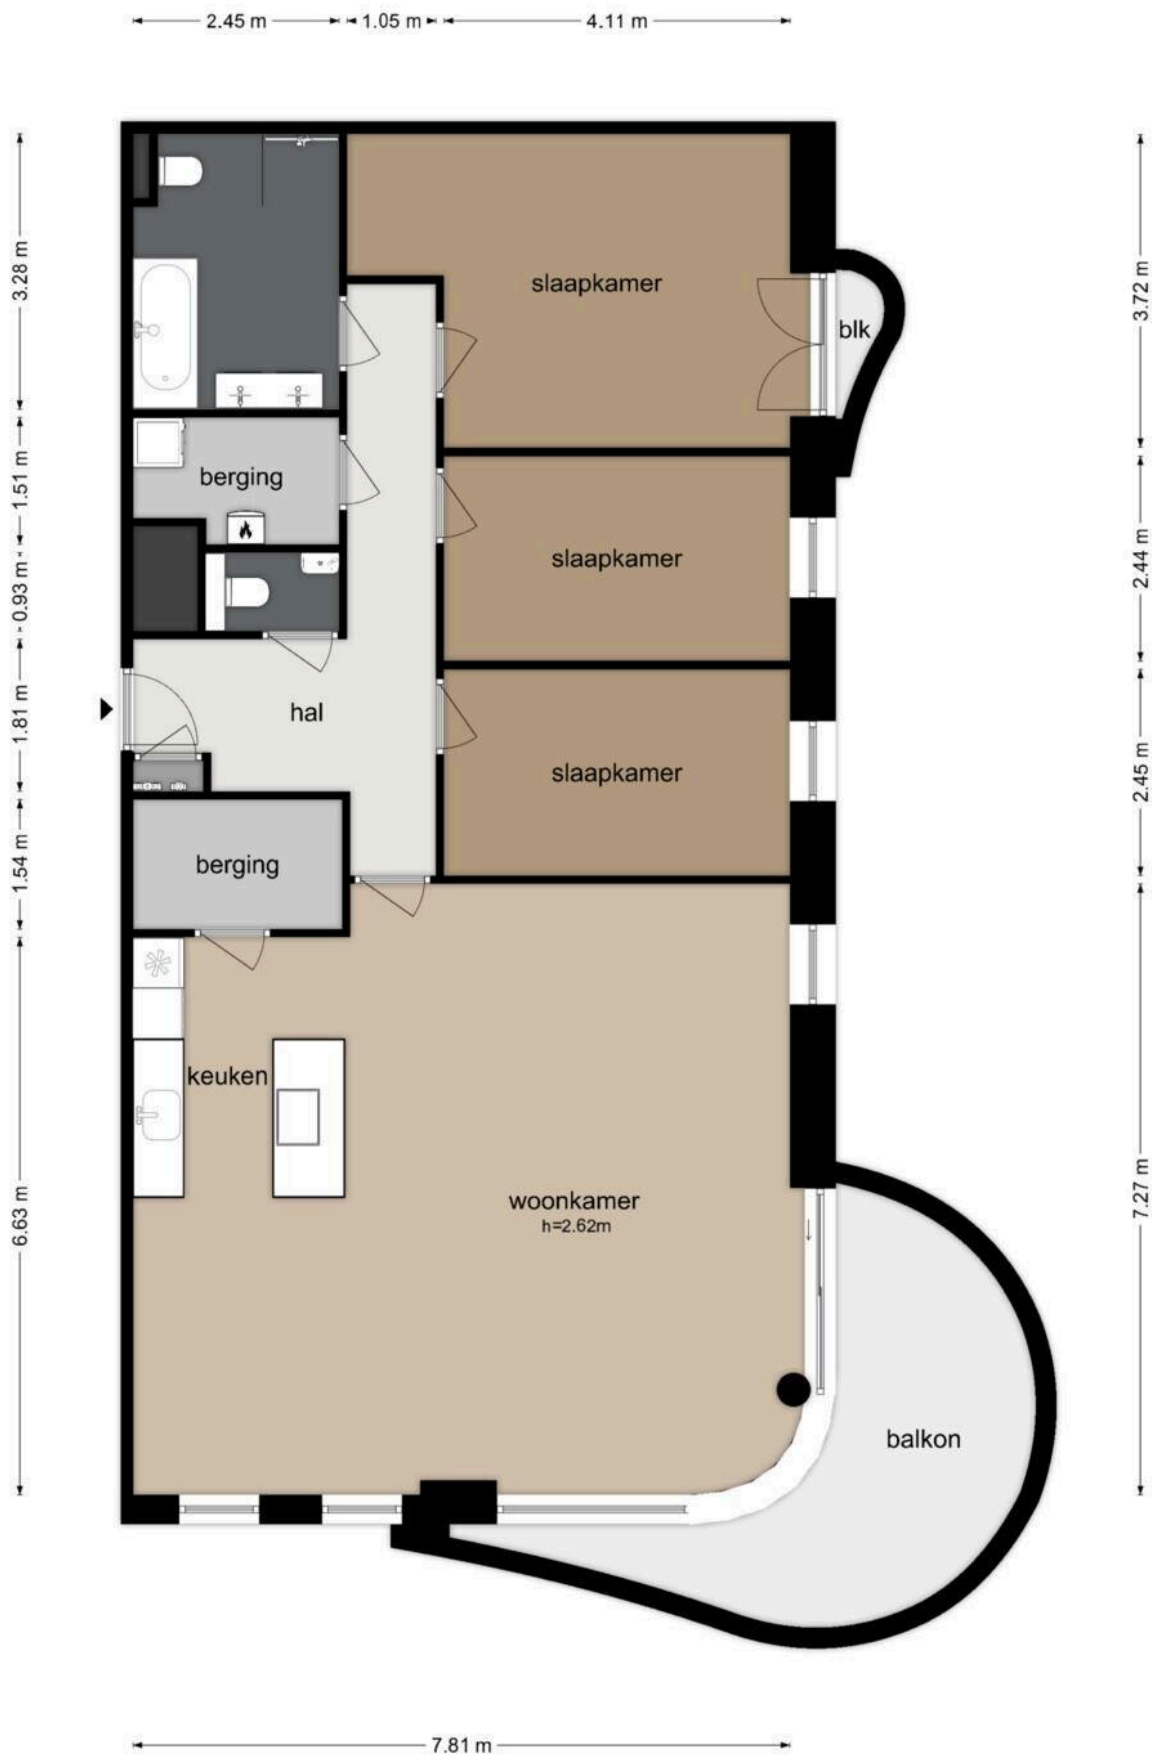 2.45 m
1.05 m
4.11 m
3.28 m
1.51 m
0.93 m
1.81 m
1.54 m
6.63 m
slaapkamer
blk
berging
slaapkamer
hal
slaapkamer
berging
keuken
woonkamer
h=2.62m
balkon
3.72 m
2.44 m
2.45 m
7.27 m
7.81 m